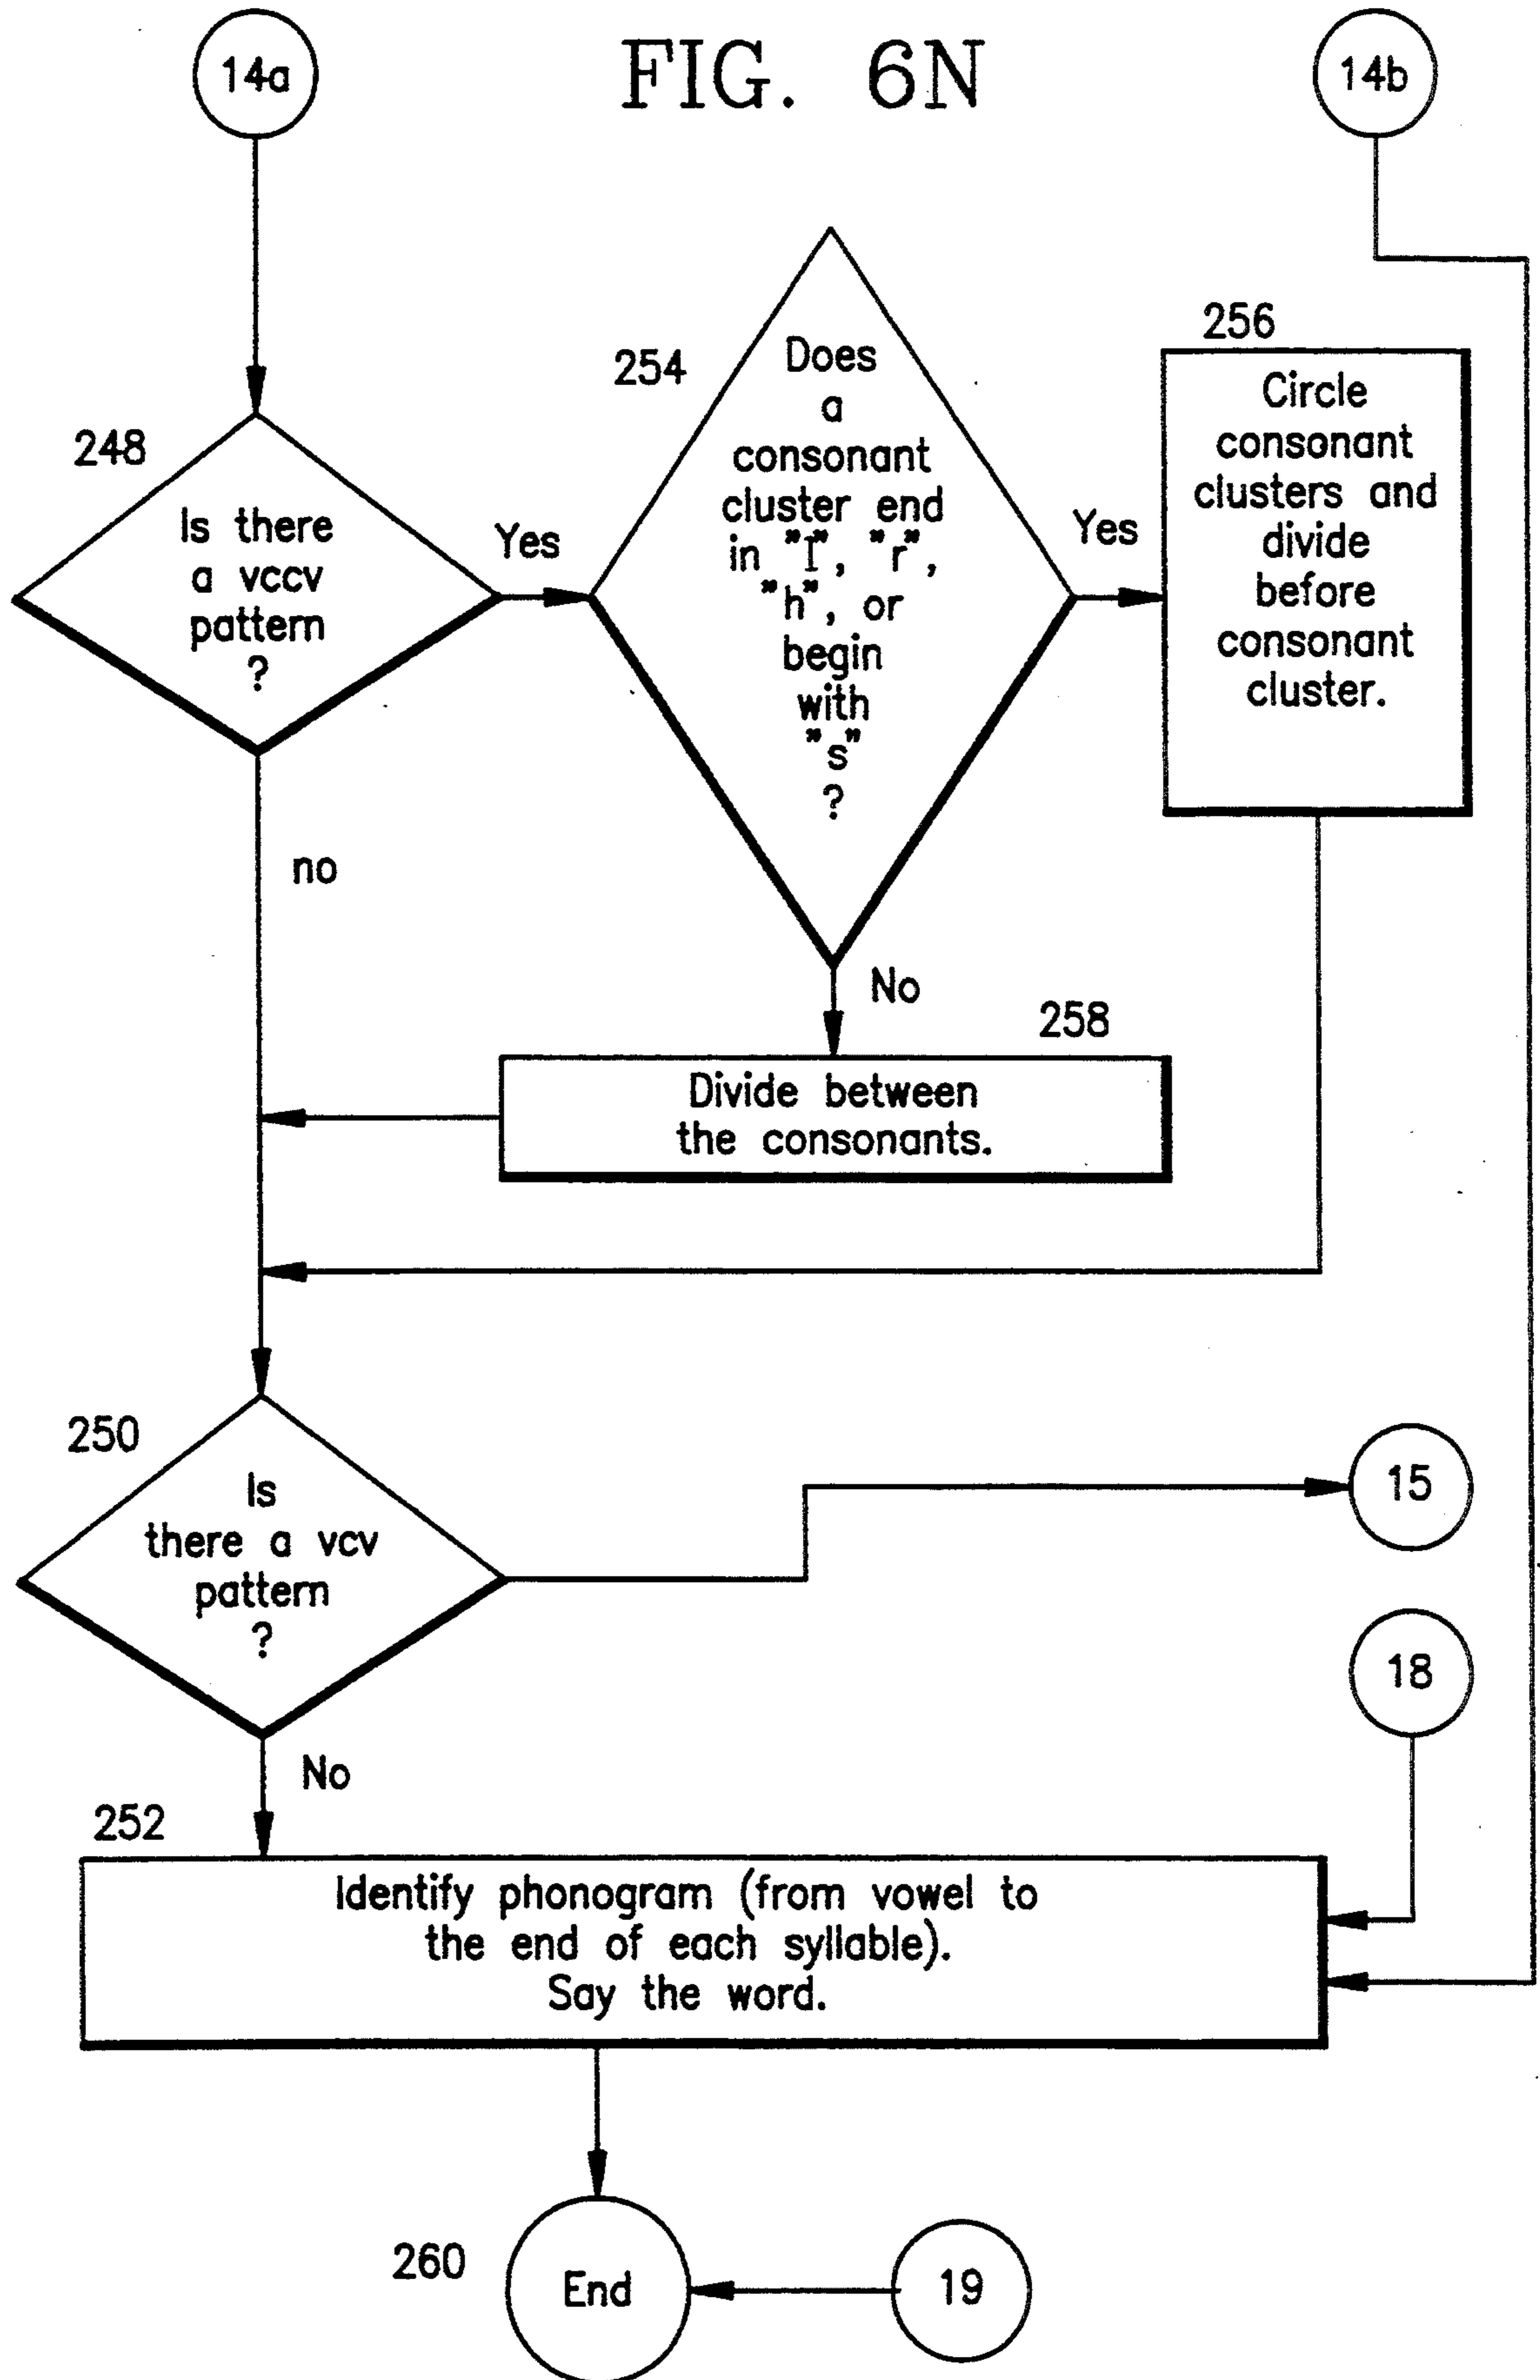 14a
FIG. 6N
14b
248
Is there
a vccv
pattern
?
Yes
no
254
Does
a
consonant
cluster end
in "l", "r",
"h", or
begin
with
"s"
?
Yes
No
256
Circle
consonant
clusters and
divide
before
consonant
cluster.
258
Divide between
the consonants.
250
Is
there a vcv
pattern
?
No
15
18
252
Identify phonogram (from vowel to
the end of each syllable).
Say the word.
260
End
19